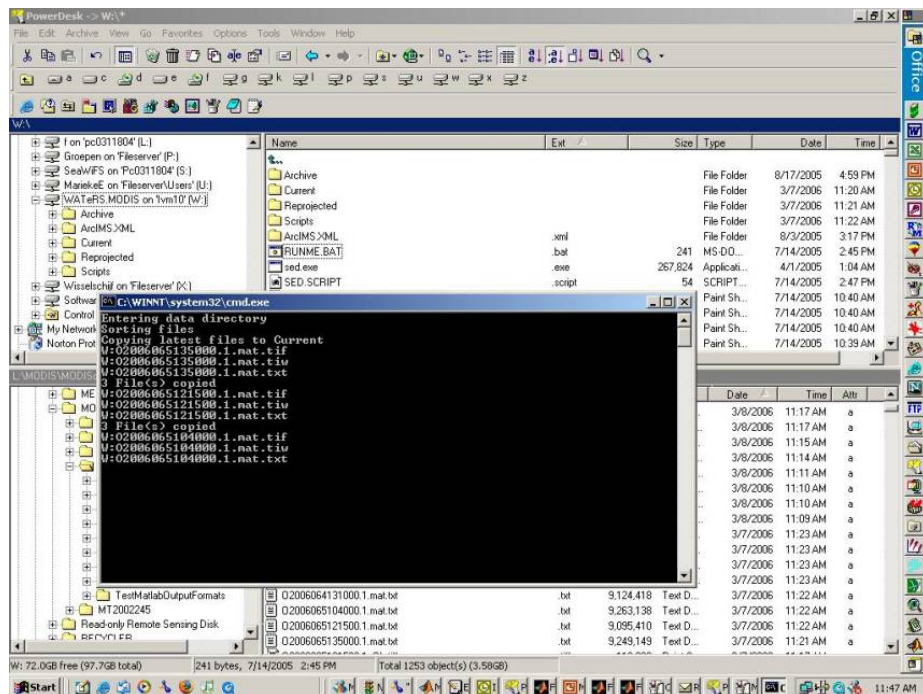 PowerDesk -> W:\*
File Edit Archive View Go Favorites Options Tools Window Help
a c d e f g k l p s u w x z
W:\
f on 'pc0311804' (L:)
Groepen on 'Fileserver' (P:)
SeaWiFS on 'Pc0311804' (S:)
MariekeE on 'Fileserver\Users' (U:)
WATeRS.MODIS on 'lvm10' (W:)
Archive
ArcIMS.XML
Current
Reprojected
Scripts
Wisselschijf on 'Fileserver' (X:)
Softwar
Control
My Network
Norton Prot
Name Ext Size Type Date Time
Archive File Folder 8/17/2005 4:59 PM
Current File Folder 3/7/2006 11:20 AM
Reprojected File Folder 3/7/2006 11:21 AM
Scripts File Folder 3/7/2006 11:22 AM
ArcIMS.XML .xml File Folder 8/3/2005 3:17 PM
RUNME.BAT .bat 241 MS-DO... 7/14/2005 2:45 PM
sed.exe .exe 267,824 Applicati... 4/1/2005 1:04 AM
SED.SCRIPT .script 54 SCRIPT... 7/14/2005 2:47 PM
Paint Sh... 7/14/2005 10:40 AM
Paint Sh... 7/14/2005 10:40 AM
Paint Sh... 7/14/2005 10:40 AM
Paint Sh... 7/14/2005 10:39 AM
C:\WINNT\system32\cmd.exe
Entering data directory
Sorting files
Copying latest files to Current
W:O2006065135000.1.mat.tif
W:O2006065135000.1.mat.tiw
W:O2006065135000.1.mat.txt
3 File(s) copied
W:O2006065121500.1.mat.tif
W:O2006065121500.1.mat.tiw
W:O2006065121500.1.mat.txt
3 File(s) copied
W:O2006065104000.1.mat.tif
W:O2006065104000.1.mat.tiw
W:O2006065104000.1.mat.txt
ME
MO
TestMatlabOutputFormats
MT2002245
Read-only Remote Sensing Disk
RECYCLER
Date Time Attr
3/8/2006 11:17 AM a
3/8/2006 11:17 AM a
3/8/2006 11:15 AM a
3/8/2006 11:14 AM a
3/8/2006 11:11 AM a
3/8/2006 11:10 AM a
3/8/2006 11:10 AM a
3/8/2006 11:09 AM a
3/7/2006 11:23 AM a
3/7/2006 11:23 AM a
3/7/2006 11:23 AM a
3/7/2006 11:23 AM a
O2006064131000.1.mat.txt .txt 9,124,418 Text D... 3/7/2006 11:22 AM a
O2006065104000.1.mat.txt .txt 9,263,138 Text D... 3/7/2006 11:22 AM a
O2006065121500.1.mat.txt .txt 9,095,410 Text D... 3/7/2006 11:22 AM a
O2006065135000.1.mat.txt .txt 9,249,149 Text D... 3/7/2006 11:21 AM a
W: 72.0GB free (97.7GB total) 241 bytes, 7/14/2005 2:45 PM Total 1253 object(s) (3.58GB)
Office
FTP
Start
11:47 AM